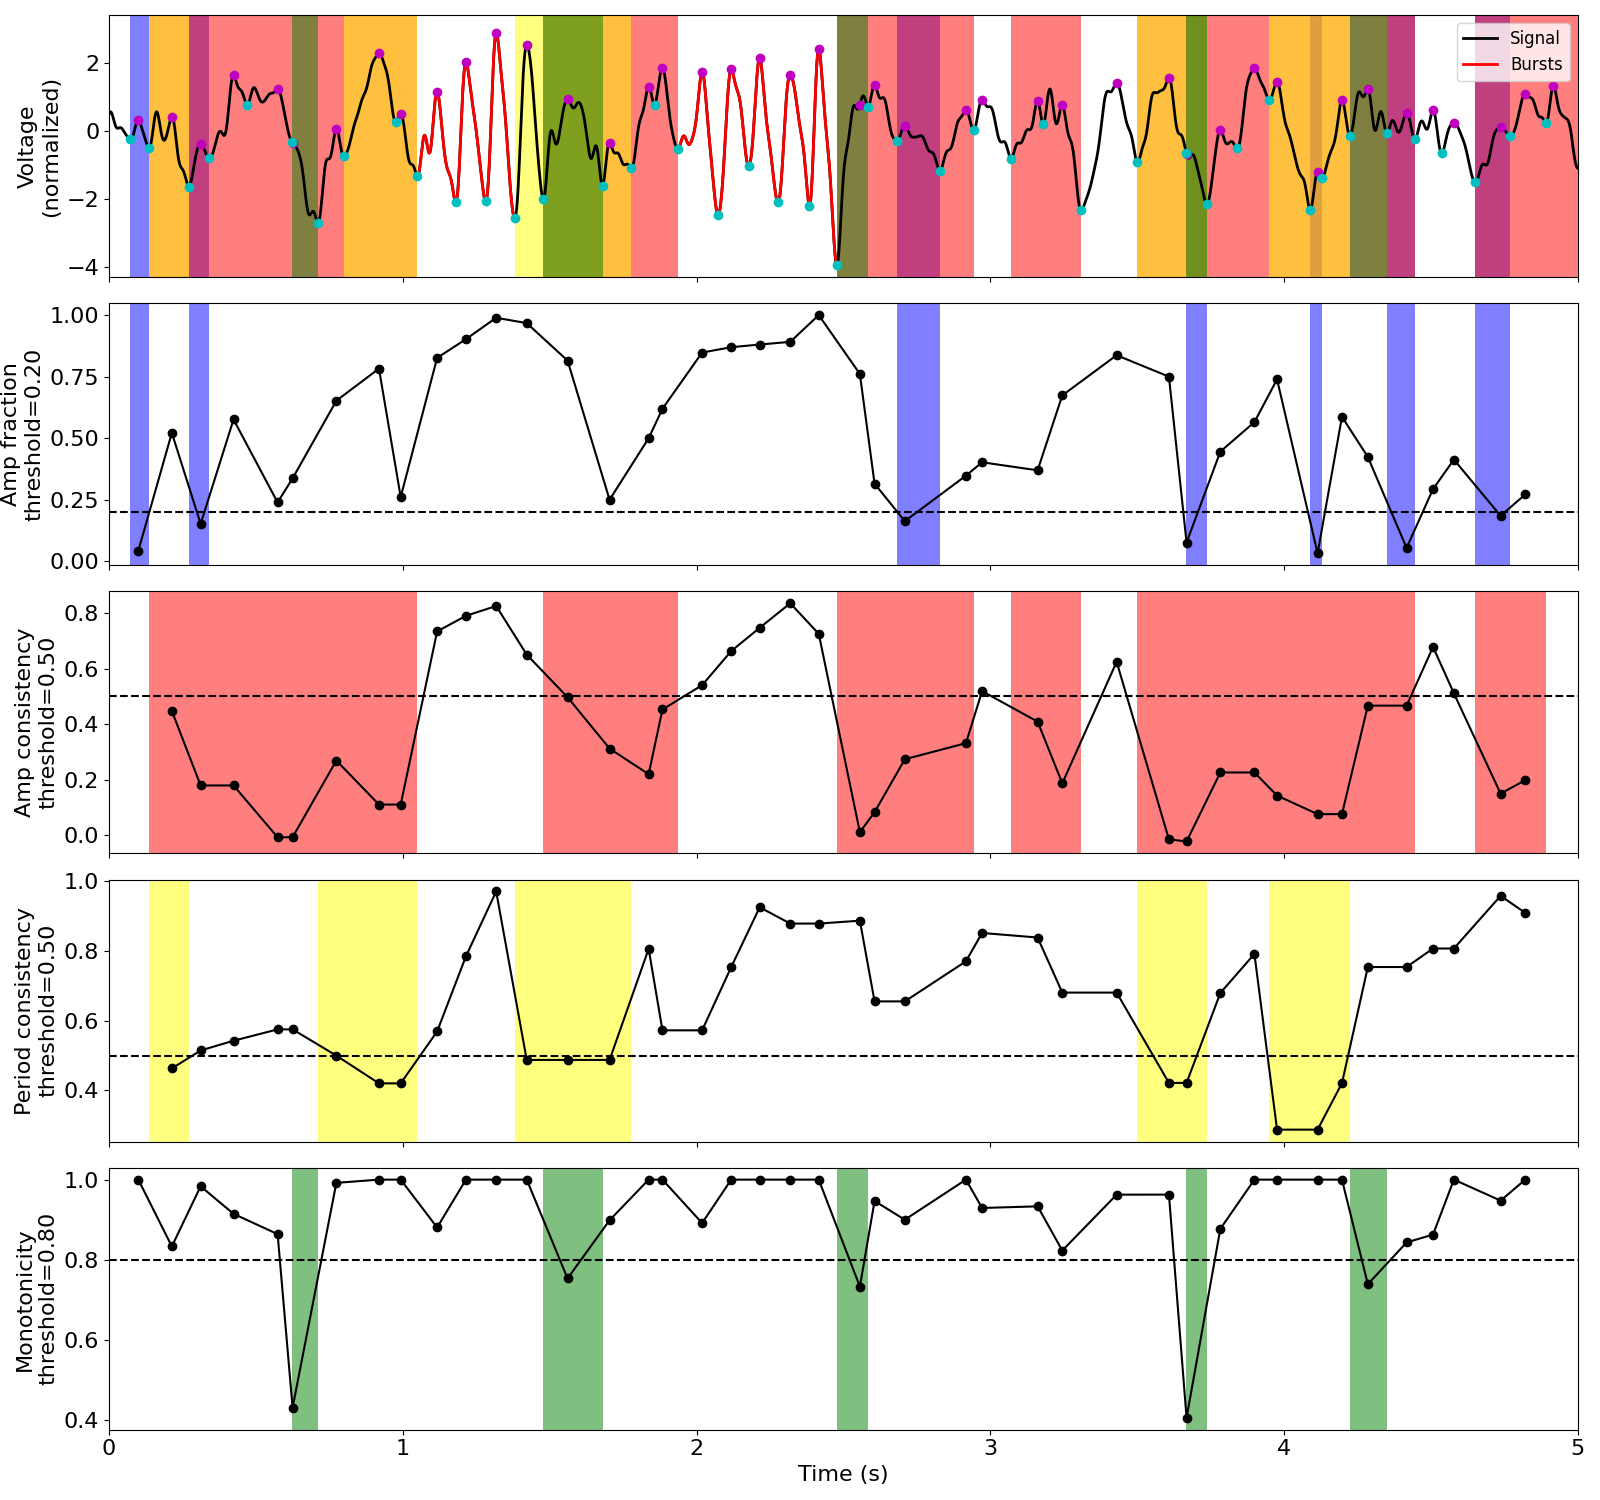 Voltage
(normalized)
2
0
−2
−4
Signal
Bursts
Amp fraction
threshold=0.20
1.00
0.75
0.50
0.25
0.00
Amp consistency
threshold=0.50
0.8
0.6
0.4
0.2
0.0
Period consistency
threshold=0.50
1.0
0.8
0.6
0.4
Monotonicity
threshold=0.80
1.0
0.8
0.6
0.4
0 1 2 3 4 5
Time (s)